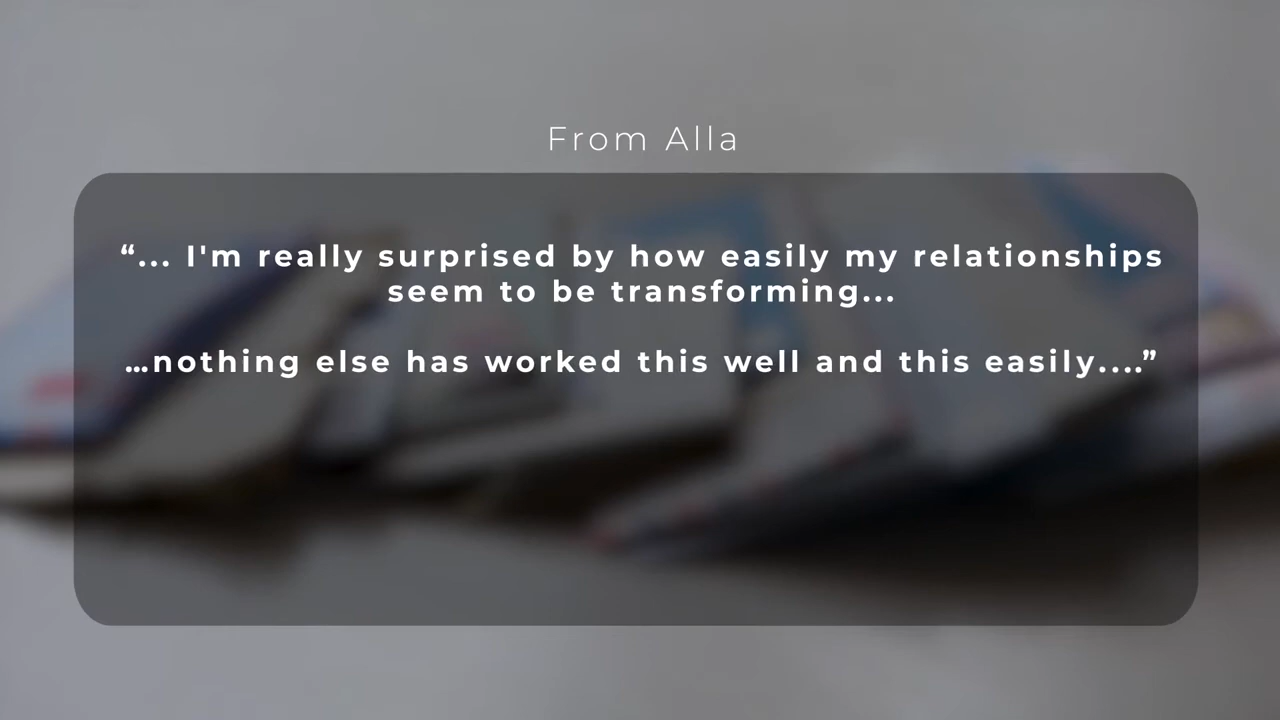 From Alla
“... I'm really surprised by how easily my relationships
seem to be transforming...
…nothing else has worked this well and this easily....”